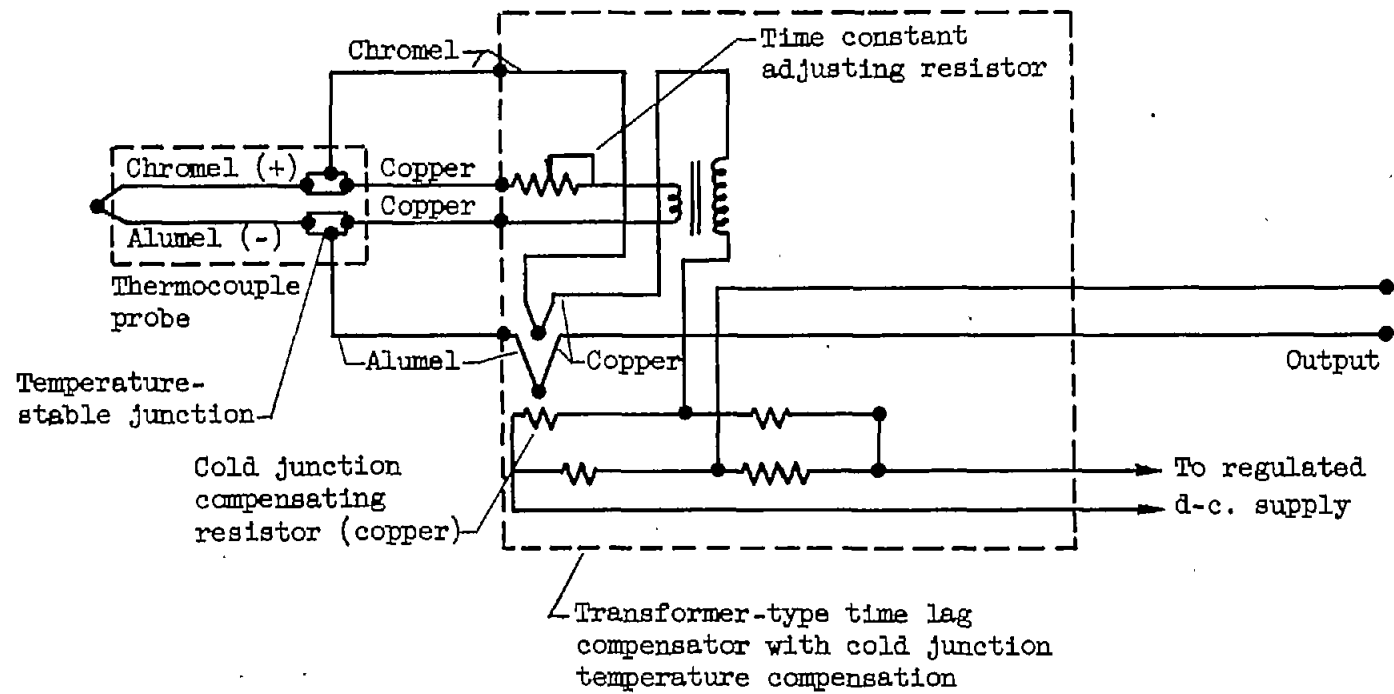 Chromel
Time constant
adjusting resistor
Chromel (+)
Copper
Copper
Alumel (-)
Thermocouple
probe
Alumel
Copper
Output
Temperature-
stable junction
Cold junction
compensating
resistor (copper)
To regulated
d-c. supply
Transformer-type time lag
compensator with cold junction
temperature compensation